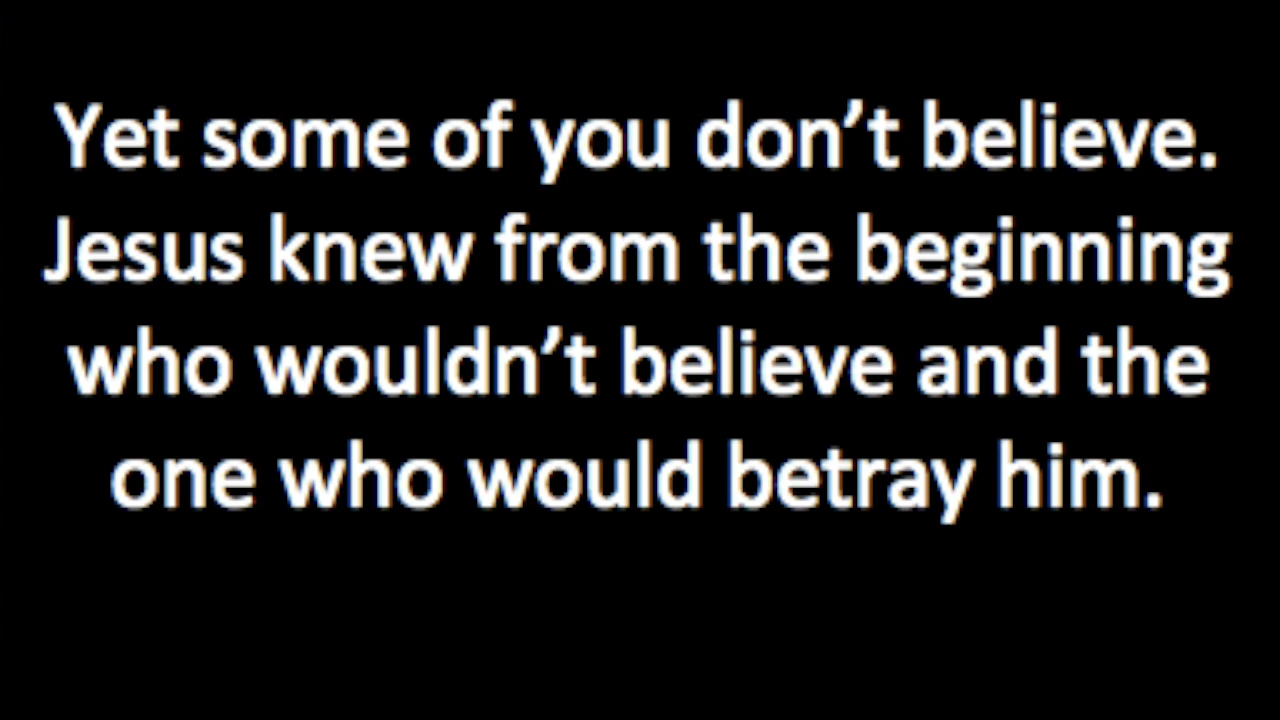 Yet some of you don’t believe.
Jesus knew from the beginning
who wouldn’t believe and the
one who would betray him.